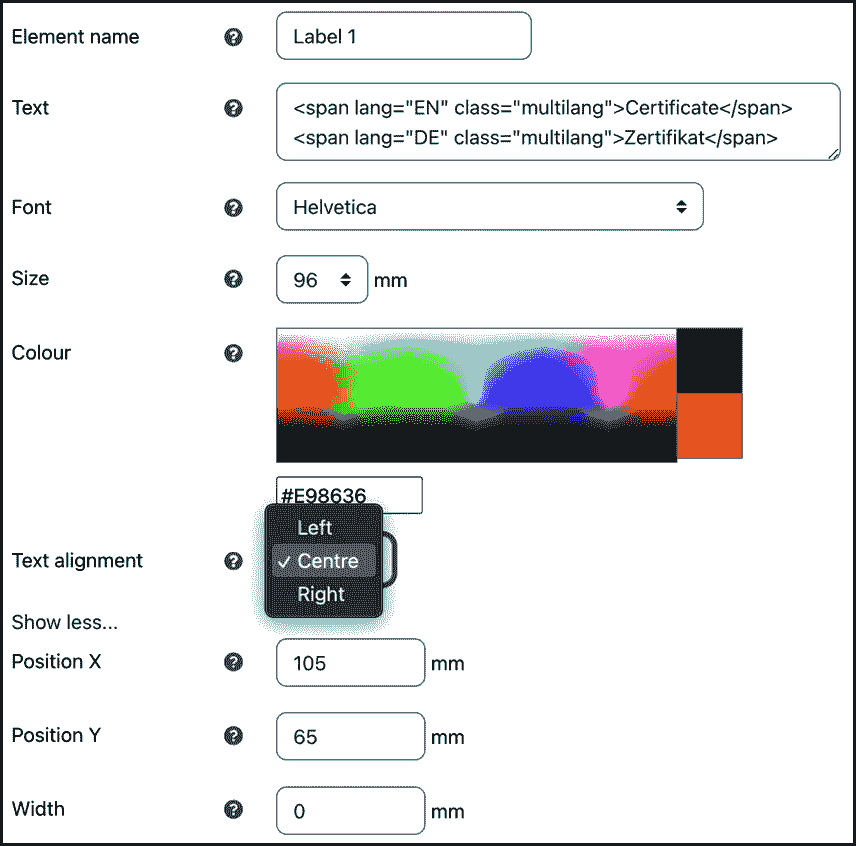 Element name Label 1
Text <span lang="EN" class="multilang">Certificate</span>
<span lang="DE" class="multilang">Zertifikat</span>
Font Helvetica
Size 96 mm
Colour
#E98636
Left
Text alignment ✓ Centre
Right
Show less...
Position X 105 mm
Position Y 65 mm
Width 0 mm